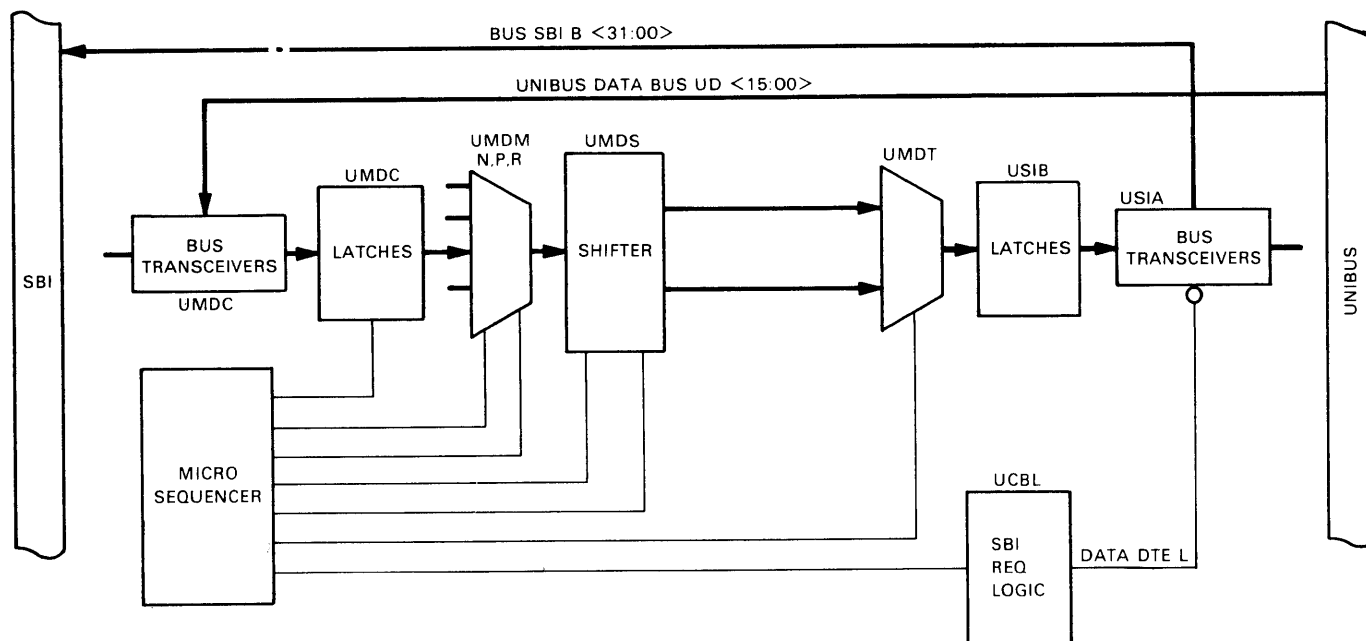 BUS SBI B <31:00>
UNIBUS DATA BUS UD <15:00>
UMDM
N,P,R
UMDS
UMDT
UMDC
USIB
USIA
BUS
TRANSCEIVERS
LATCHES
SHIFTER
LATCHES
BUS
TRANSCEIVERS
SBI
UNIBUS
UMDC
MICRO
SEQUENCER
UCBL
SBI
REQ
LOGIC
DATA DTE L